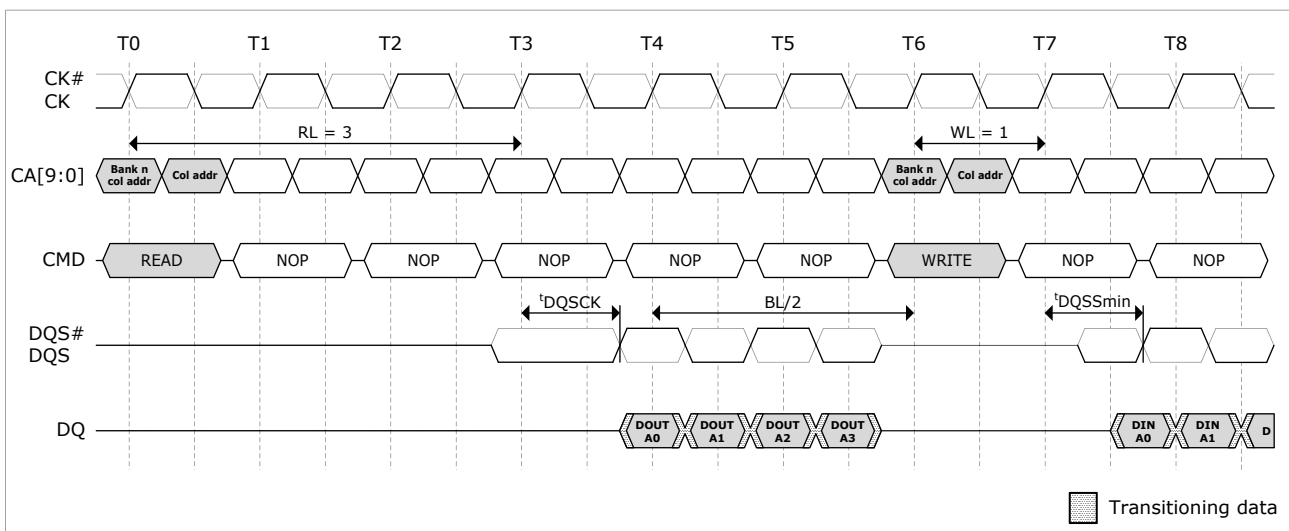 T0 T1 T2 T3 T4 T5 T6 T7 T8
CK#
CK
RL = 3 WL = 1
CA[9:0] Bank n col addr Col addr Bank n col addr Col addr
CMD READ NOP NOP NOP NOP NOP WRITE NOP NOP
tDQSCK BL/2 tDQSSmin
DQS#
DQS
DQ DOUT A0 DOUT A1 DOUT A2 DOUT A3 DIN A0 DIN A1 D
Transitioning data